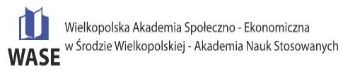 Wielkopolska Akademia Społeczno - Ekonomiczna
w Środzie Wielkopolskiej - Akademia Nauk Stosowanych
WASE